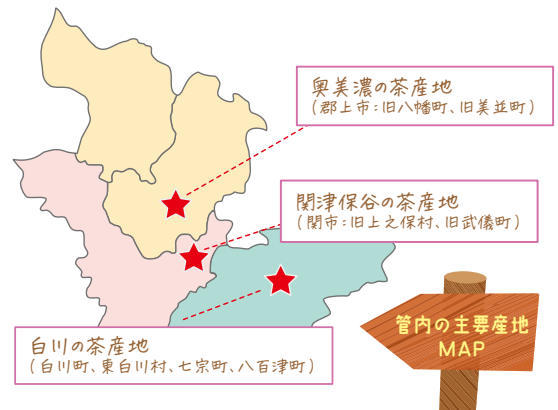 奥美濃の茶産地
(郡上市:旧八幡町、旧美並町)
関津保谷の茶産地
(関市:旧上之保村、旧武儀町)
白川の茶産地
(白川町、東白川村、七宗町、八百津町)
管内の主要産地
MAP